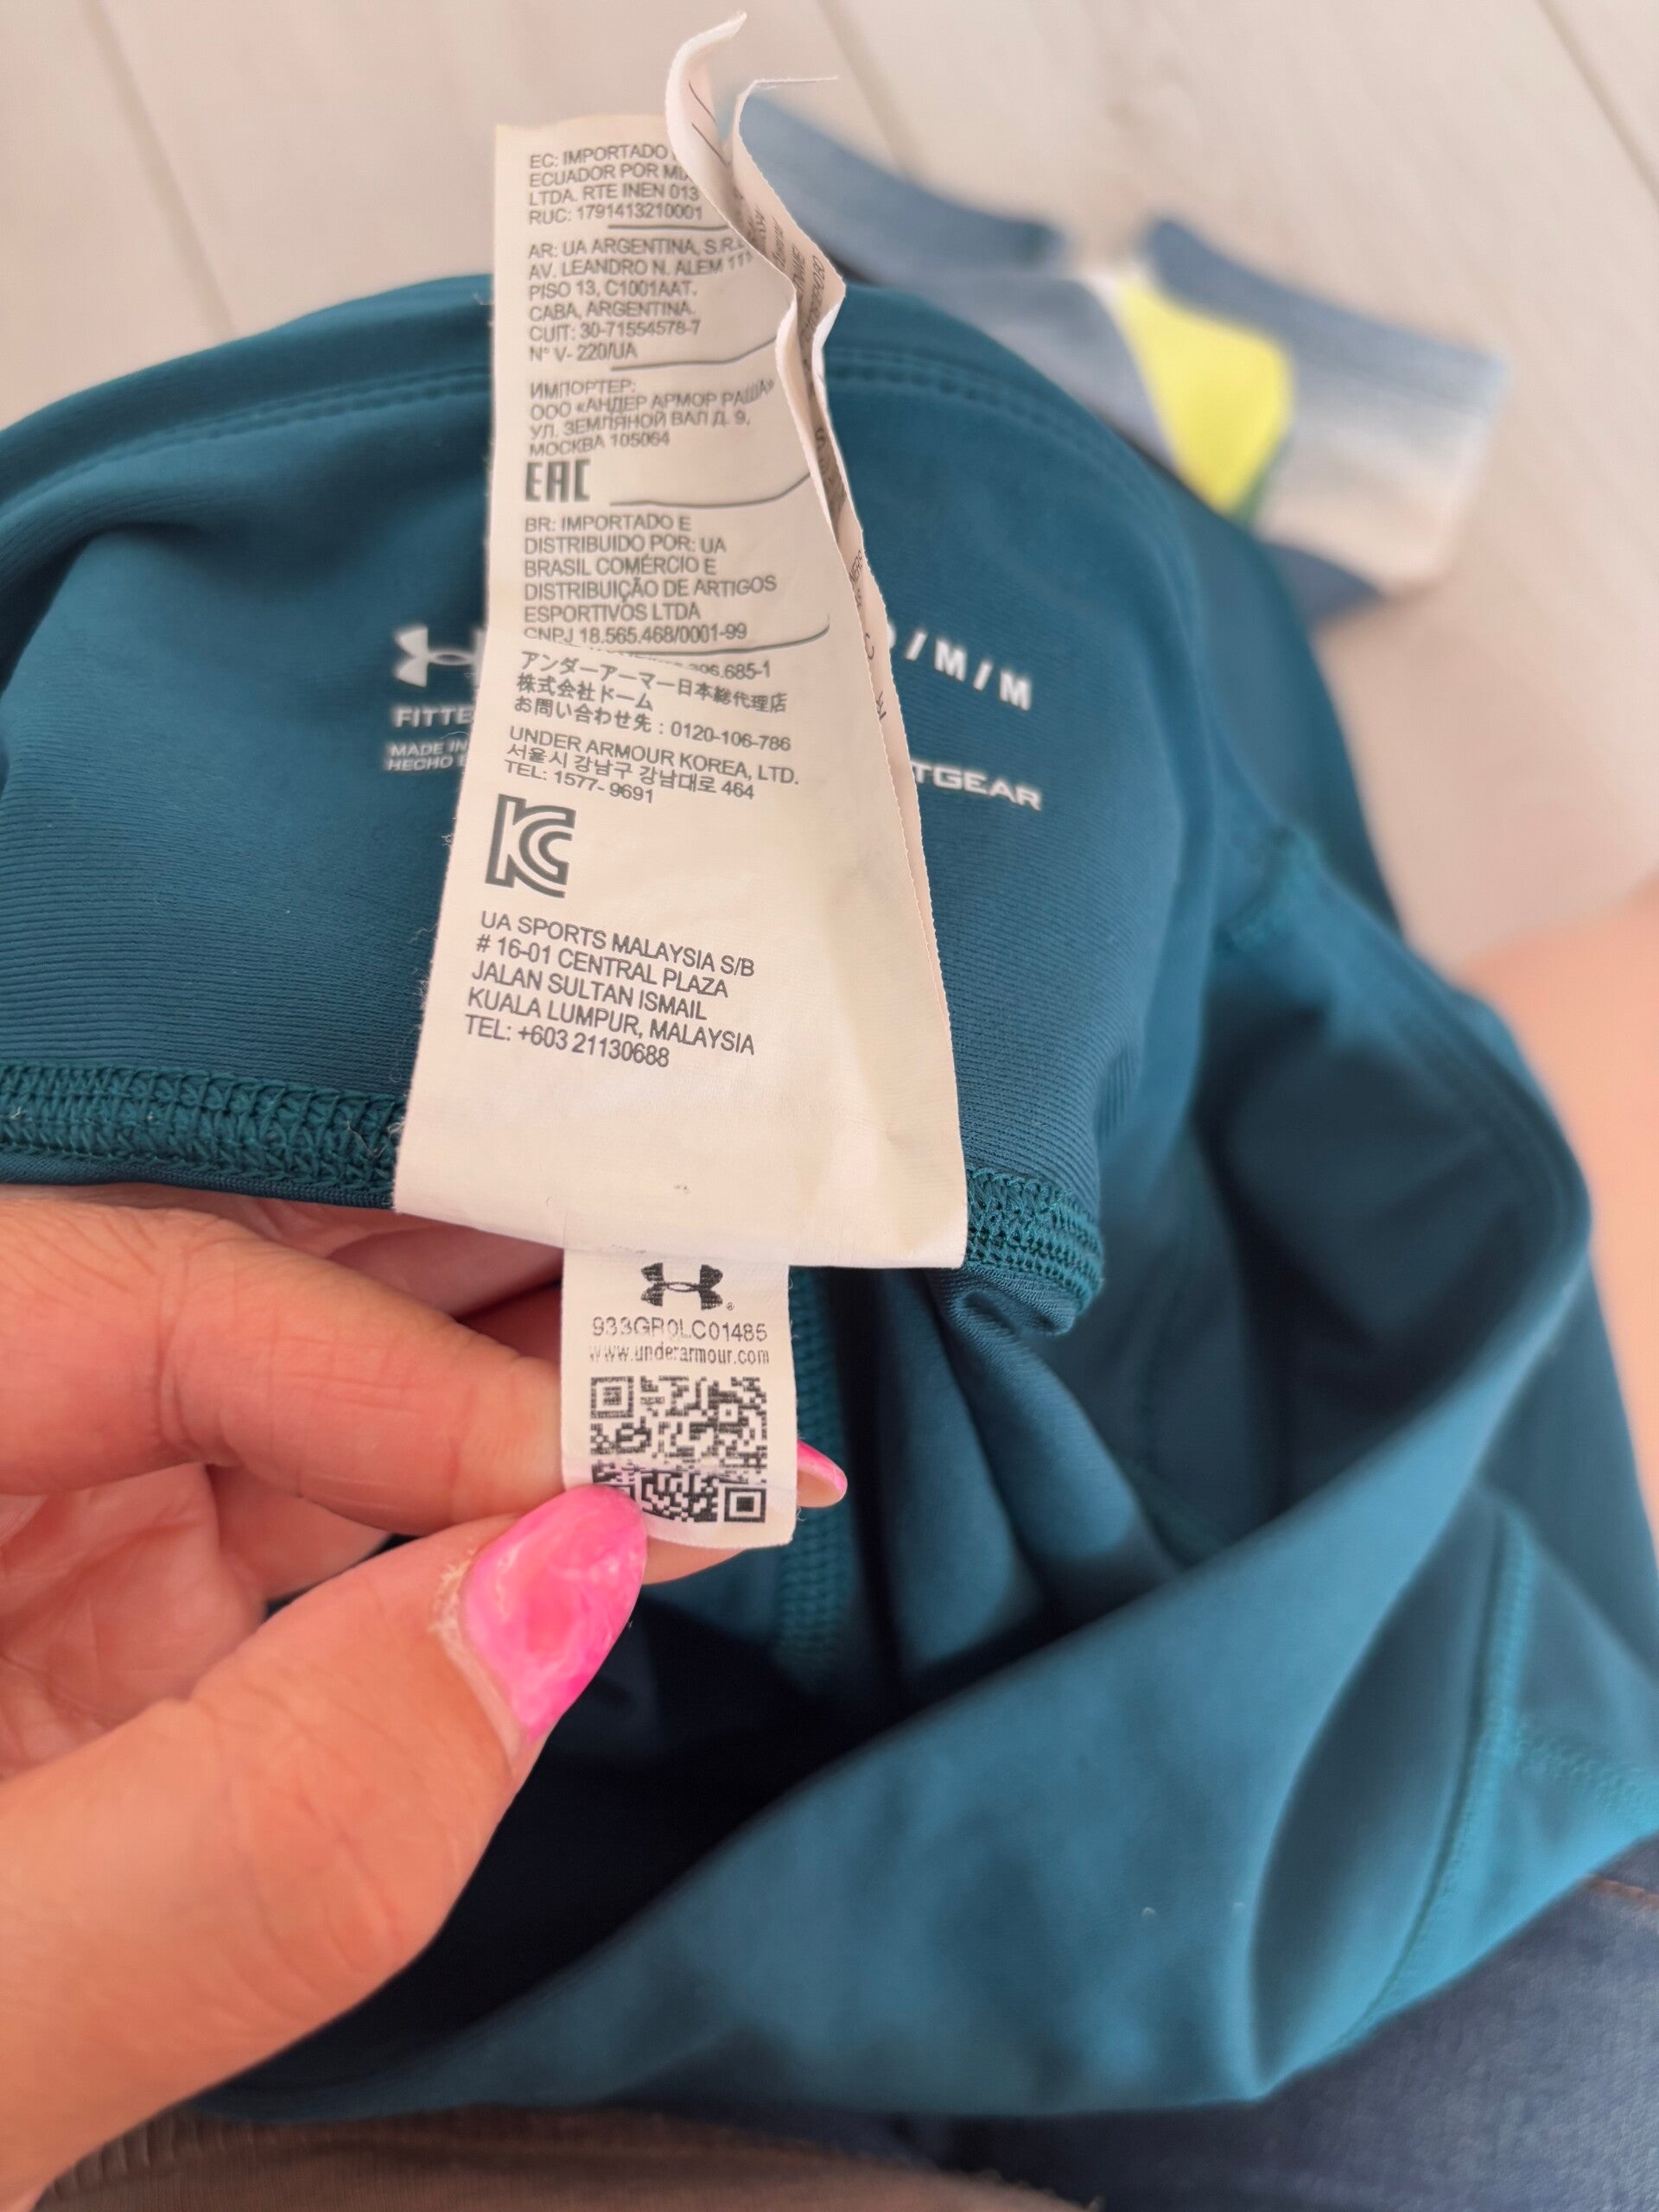 EC: IMPORTADO
ECUADOR POR
LTDA. RTE INEN 013
RUC: 1791413210001
AR: UA ARGENTINA, S.R.L
AV. LEANDRO N. ALEM
PISO 13, C1001AAT.
CABA, ARGENTINA.
CUIT: 30-71554578-7
N° V- 220/UA
ИМПОРТЕР:
ООО «АНДЕР АРМОР РАША»
УЛ. ЗЕМЛЯНОЙ ВАЛ Д. 9,
МОСКВА 105064
EAC
BR: IMPORTADO E
DISTRIBUIDO POR: UA
BRASIL COMÉRCIO E
DISTRIBUIÇÃO DE ARTIGOS
ESPORTIVOS LTDA
CNPJ 18.565.468/0001-99
アンダーアーマー日本総代理店
株式会社ドーム
お問い合わせ先：0120-106-786
UNDER ARMOUR KOREA, LTD.
서울시 강남구 강남대로 464
TEL: 1577- 9691
KC
UA SPORTS MALAYSIA S/B
# 16-01 CENTRAL PLAZA
JALAN SULTAN ISMAIL
KUALA LUMPUR, MALAYSIA
TEL: +603 21130688
933GR0LC01485
www.underarmour.com
/ M / M
MADE IN
HECHO